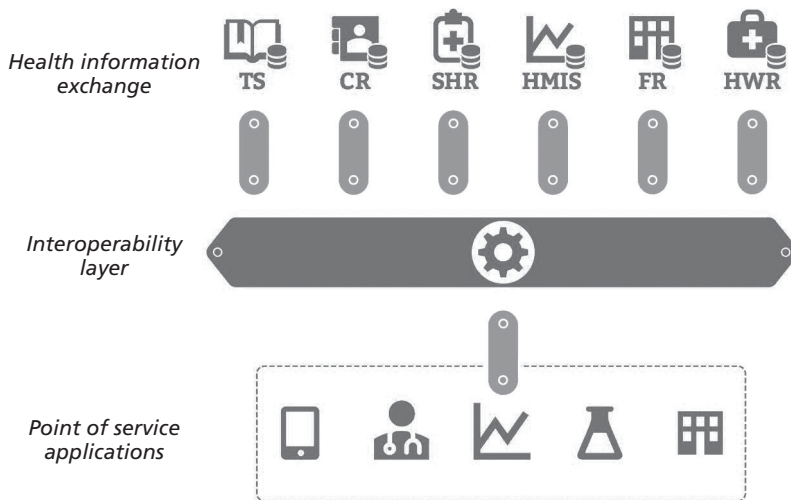 Health information
exchange
TS CR SHR HMIS FR HWR
Interoperability
layer
Point of service
applications